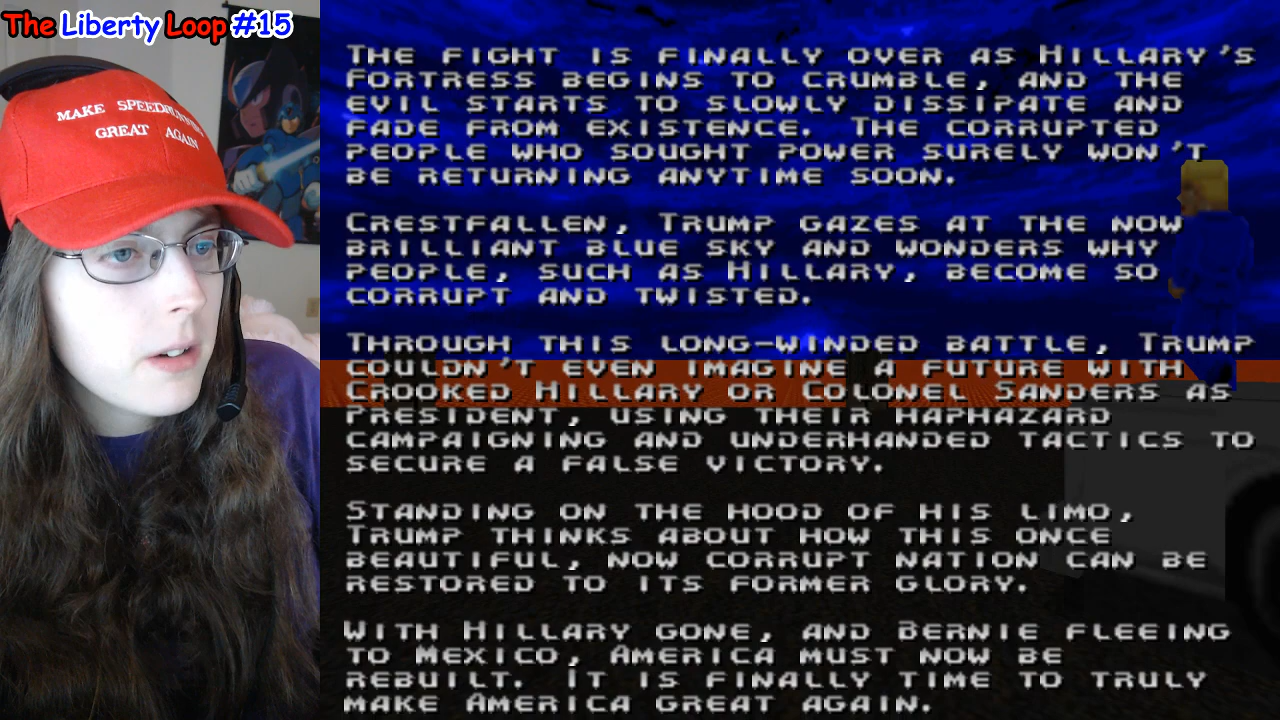 The Liberty Loop #15
MAKE SPEEDRUNNING
GREAT AGAIN
The fight is finally over as Hillary's
fortress begins to crumble, and the
evil starts to slowly dissipate and
fade from existence. The corrupted
people who sought power surely won't
be returning anytime soon.
Crestfallen, Trump gazes at the now
brilliant blue sky and wonders why
people, such as Hillary, become so
corrupt and twisted.
Through this long-winded battle, Trump
couldn't even imagine a future with
Crooked Hillary or Colonel Sanders as
President, using their haphazard
campaigning and underhanded tactics to
secure a false victory.
Standing on the hood of his limo,
Trump thinks about how this once
beautiful, now corrupt nation can be
restored to its former glory.
With Hillary gone, and Bernie fleeing
to Mexico, America must now be
rebuilt. It is finally time to truly
make America great again.